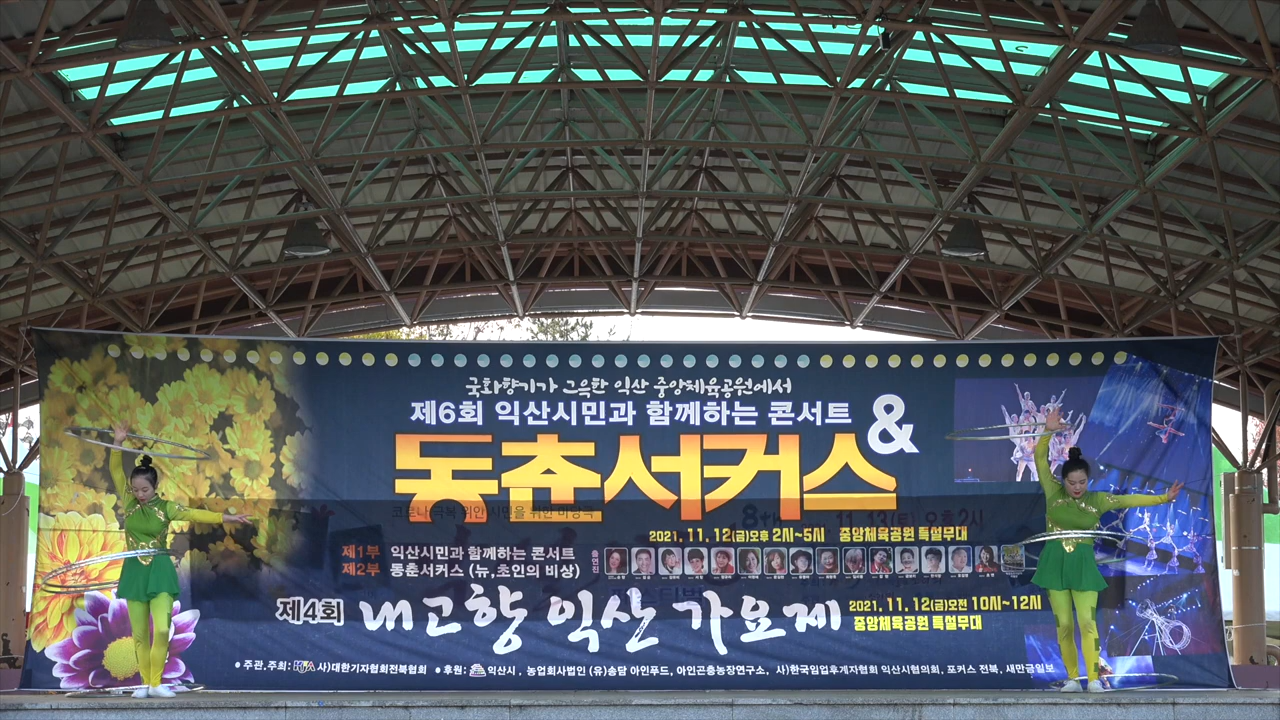 국화향기가 그윽한 익산 중앙체육공원에서
제6회 익산시민과 함께하는 콘서트
&
동춘서커스
2021. 11. 12(금)오후 2시~5시 중앙체육공원 특설무대
제1부 익산시민과 함께하는 콘서트
제2부 동춘서커스 (뉴,초인의 비상)
출연진
제4회 내고향 익산 가요제
2021. 11. 12(금)오전 10시~12시
중앙체육공원 특설무대
• 주관,주최: 사)대한기자협회전북협회 • 후원: 익산시, 농업회사법인 (유)송담 아인푸드, 아인곤충농장연구소, 사)한국임업후계자협회 익산시협의회, 포커스 전북, 새만금일보